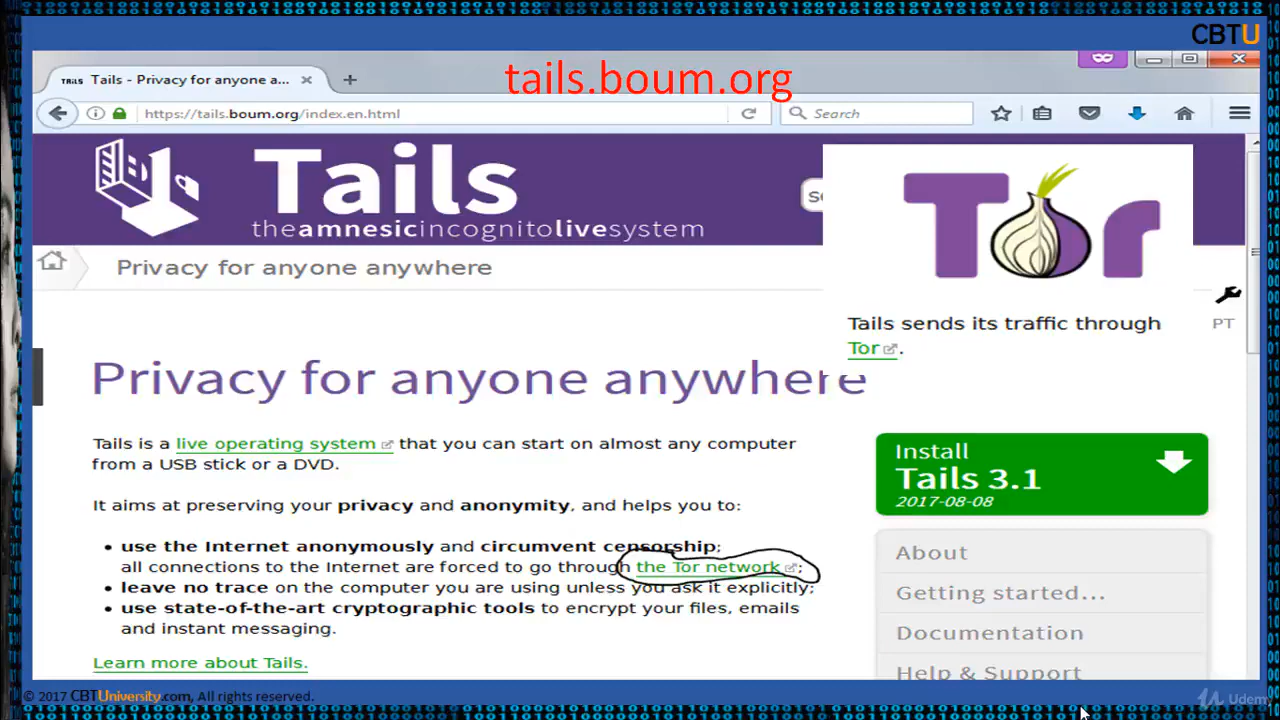 CBTU
Tails - Privacy for anyone a...
tails.boum.org
https://tails.boum.org/index.en.html
Search
Tails
theamnesicincognitolivesystem
Tor
Privacy for anyone anywhere
Tails sends its traffic through
Tor.
PT
Privacy for anyone anywhere
Tails is a live operating system that you can start on almost any computer
from a USB stick or a DVD.
It aims at preserving your privacy and anonymity, and helps you to:
• use the Internet anonymously and circumvent censorship;
all connections to the Internet are forced to go through the Tor network;
• leave no trace on the computer you are using unless you ask it explicitly;
• use state-of-the-art cryptographic tools to encrypt your files, emails
and instant messaging.
Learn more about Tails.
Install
Tails 3.1
2017-08-08
About
Getting started...
Documentation
Help & Support
© 2017 CBTUniversity.com, All rights reserved.
Udemy